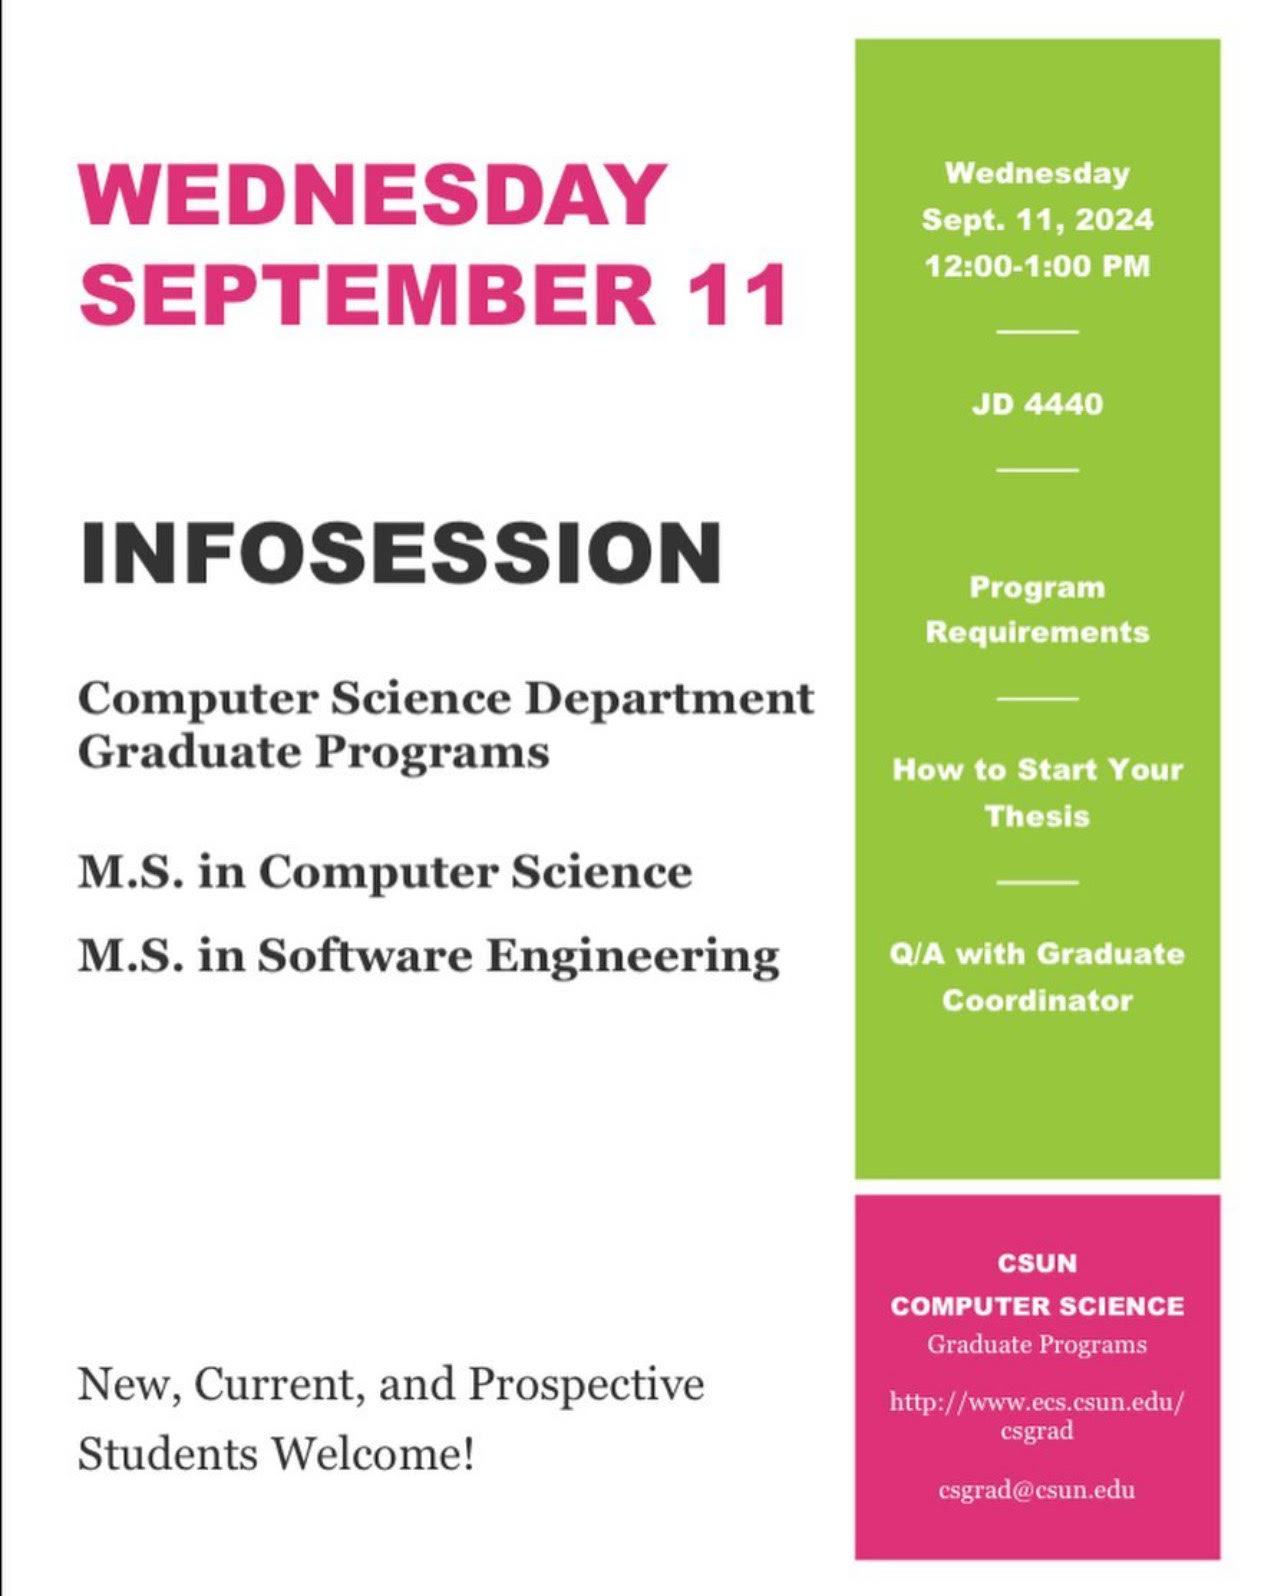 WEDNESDAY
SEPTEMBER 11
INFOSESSION
Computer Science Department
Graduate Programs
M.S. in Computer Science
M.S. in Software Engineering
New, Current, and Prospective
Students Welcome!
Wednesday
Sept. 11, 2024
12:00-1:00 PM
JD 4440
Program
Requirements
How to Start Your
Thesis
Q/A with Graduate
Coordinator
CSUN
COMPUTER SCIENCE
Graduate Programs
http://www.ecs.csun.edu/
csgrad
csgrad@csun.edu